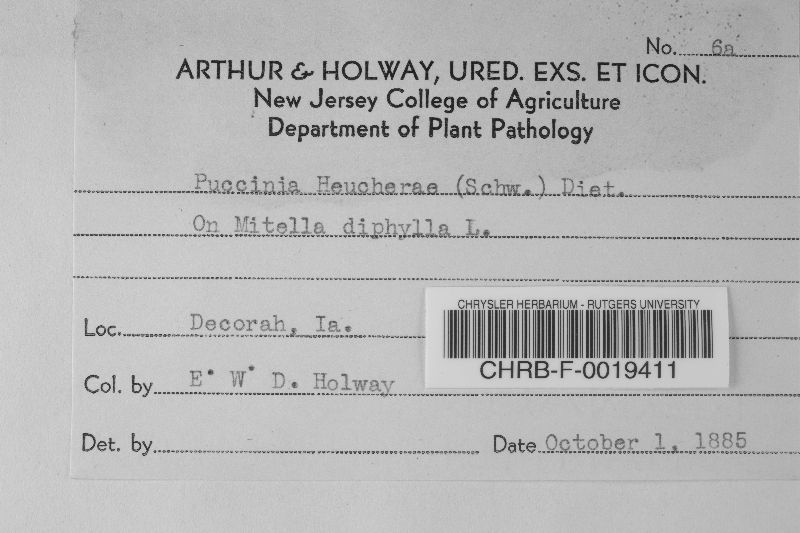 No. 6a
ARTHUR & HOLWAY, URED. EXS. ET ICON.
New Jersey College of Agriculture
Department of Plant Pathology
Puccinia Heucherae (Schw.) Diet.
On Mitella diphylla L.
Loc. Decorah, Ia.
CHRYSLER HERBARIUM - RUTGERS UNIVERSITY
CHRB-F-0019411
Col. by E. W. D. Holway
Det. by
Date October 1, 1885